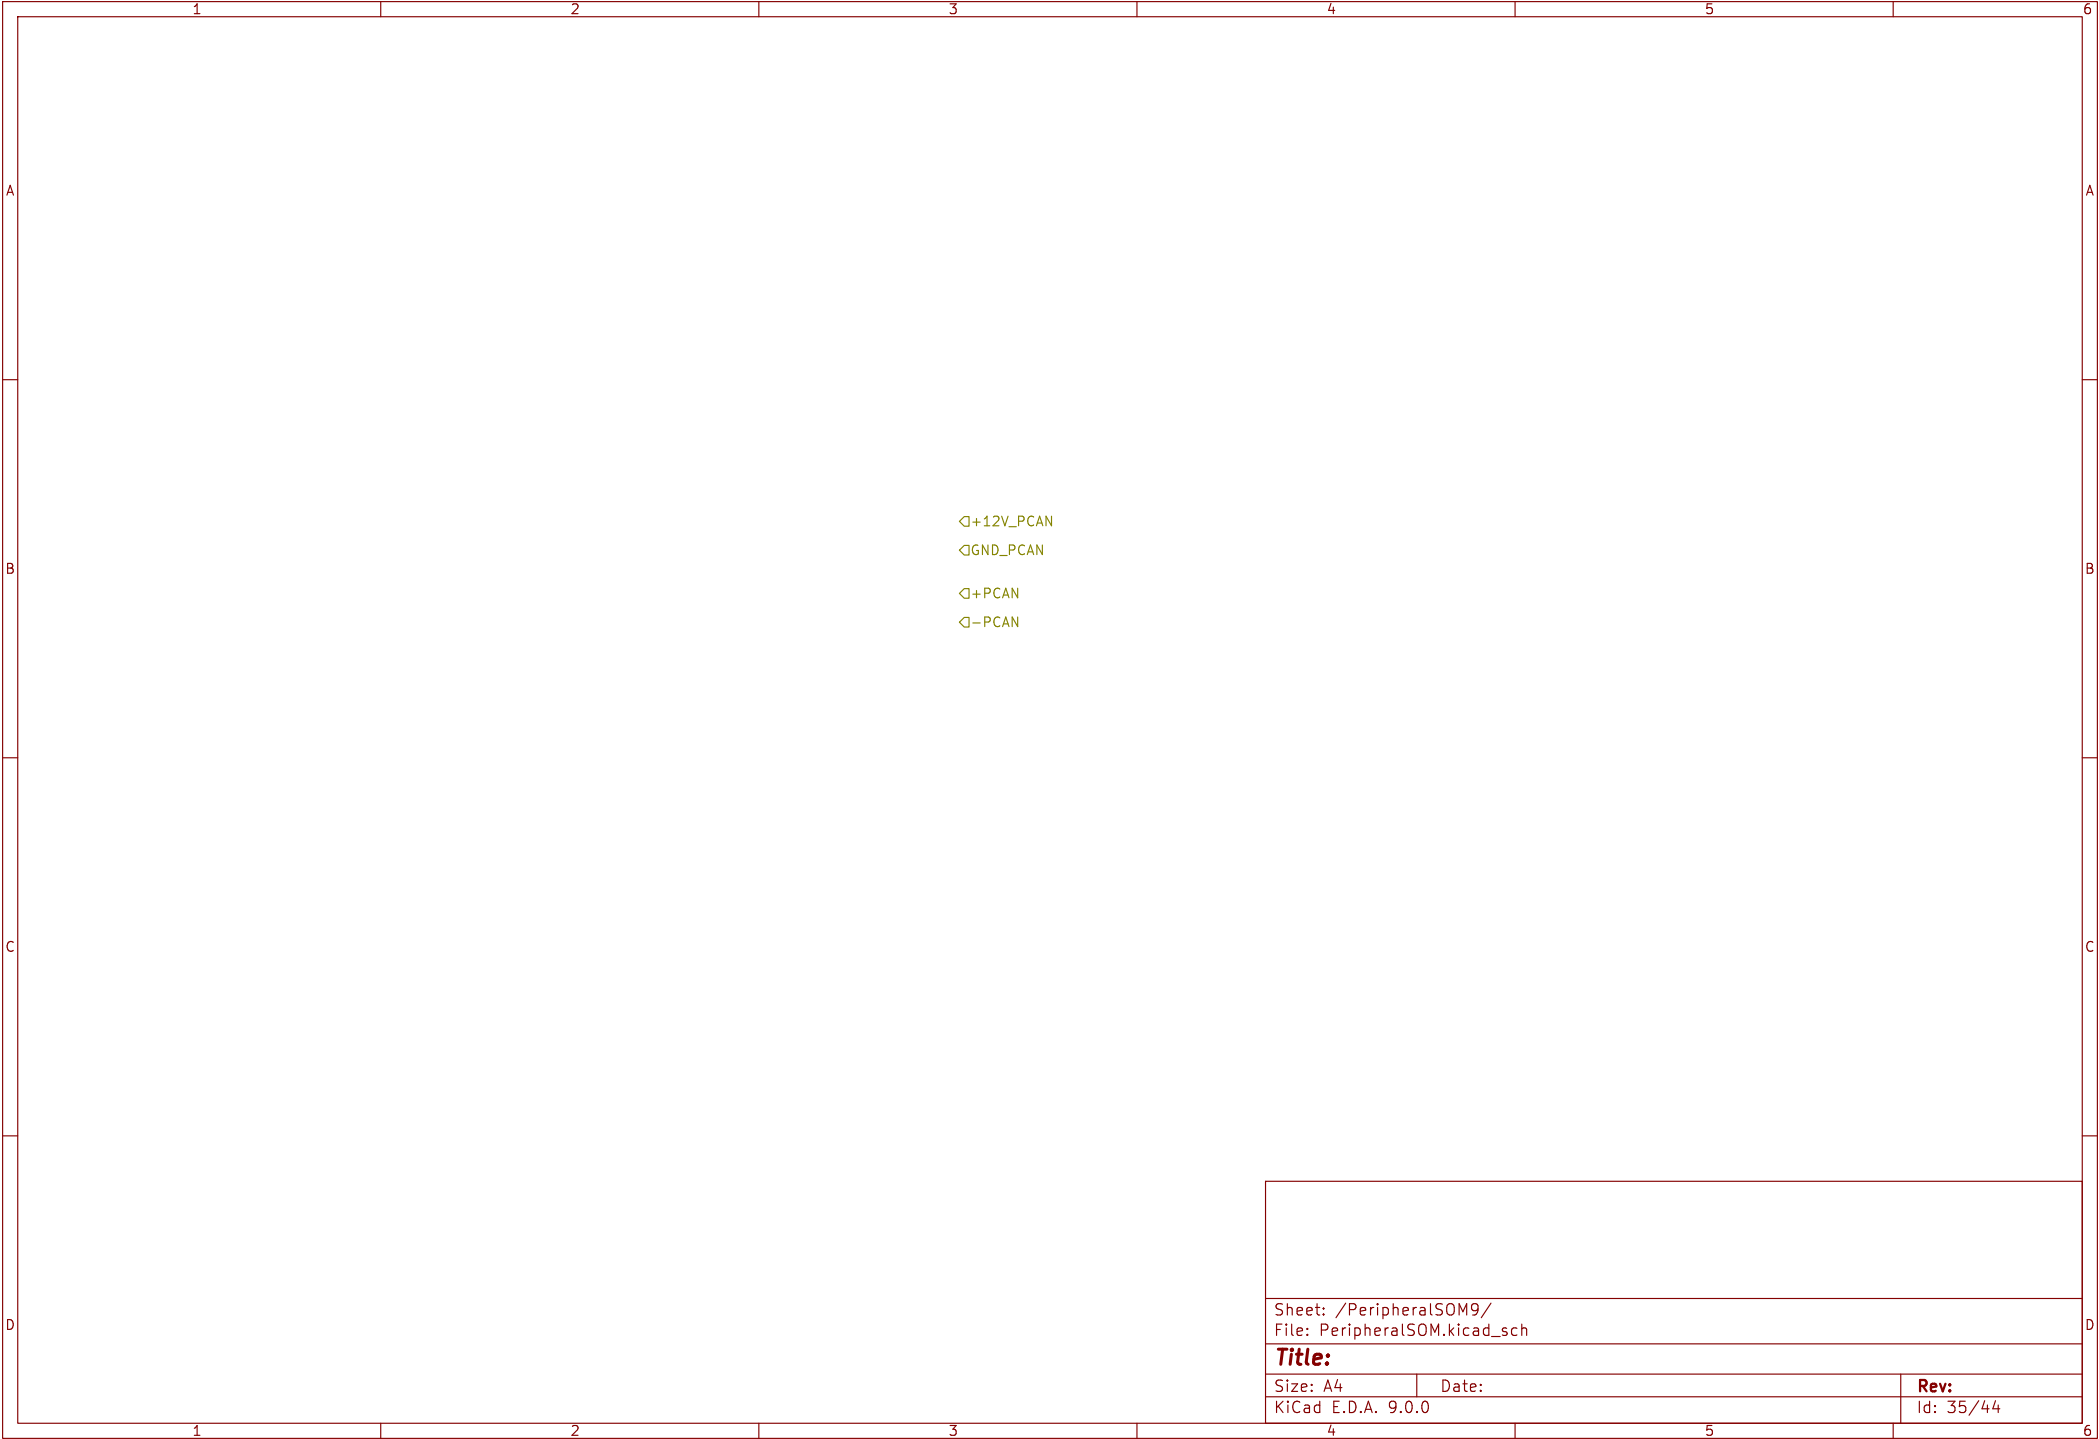 1 2 3 4 5 6
A A
+12V_PCAN
GND_PCAN
B B
+PCAN
-PCAN
C C
Sheet: /PeripheralSOM9/
D D
File: PeripheralSOM.kicad_sch
Title:
Size: A4 Date: Rev:
KiCad E.D.A. 9.0.0 Id: 35/44
1 2 3 4 5 6